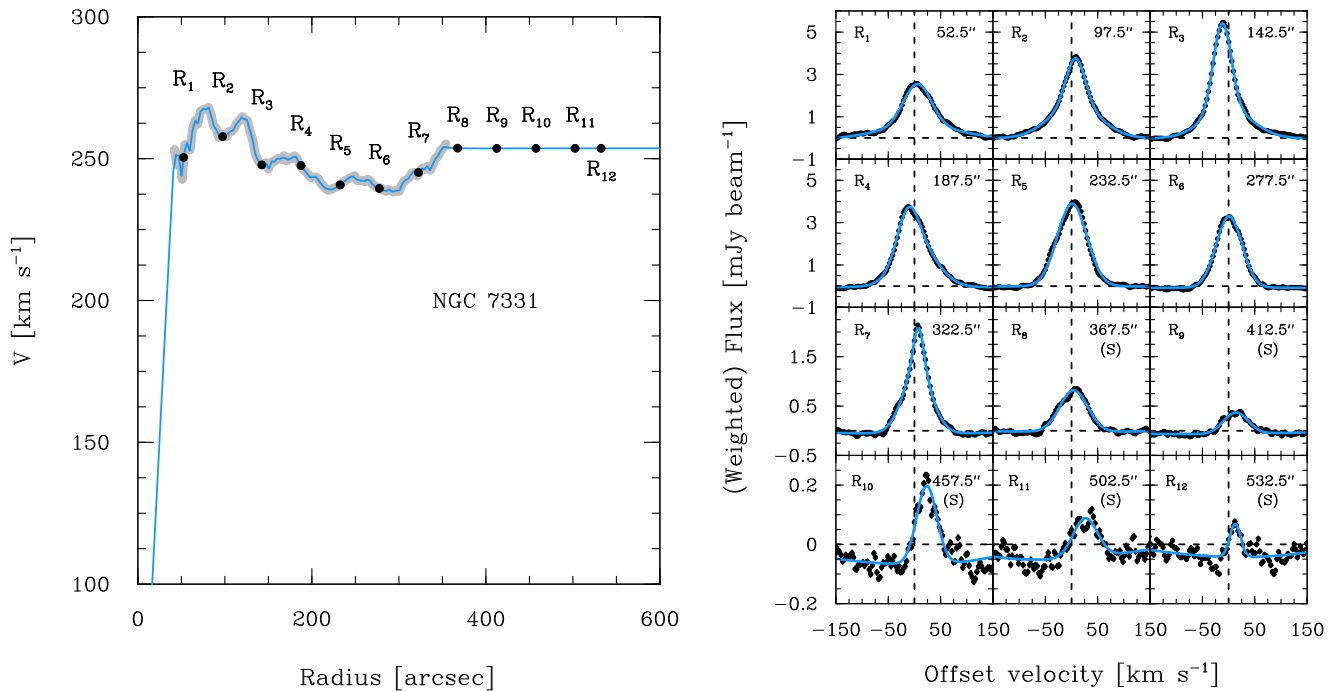 300
250
200
150
100
0
200
400
600
V [km s⁻¹]
Radius [arcsec]
NGC 7331
R₁
R₂
R₃
R₄
R₅
R₆
R₇
R₈
R₉
R₁₀
R₁₁
R₁₂
(Weighted) Flux [mJy beam⁻¹]
5
3
1
−1
R₁ 52.5″
R₂ 97.5″
R₃ 142.5″
5
3
1
−1
R₄ 187.5″
R₅ 232.5″
R₆ 277.5″
1.5
0.5
−0.5
R₇ 322.5″
R₈ 367.5″
(S)
R₉ 412.5″
(S)
0.2
0
−0.2
R₁₀ 457.5″
(S)
R₁₁ 502.5″
(S)
R₁₂ 532.5″
(S)
−150 −50 50 −50 50 −50 50 150
Offset velocity [km s⁻¹]